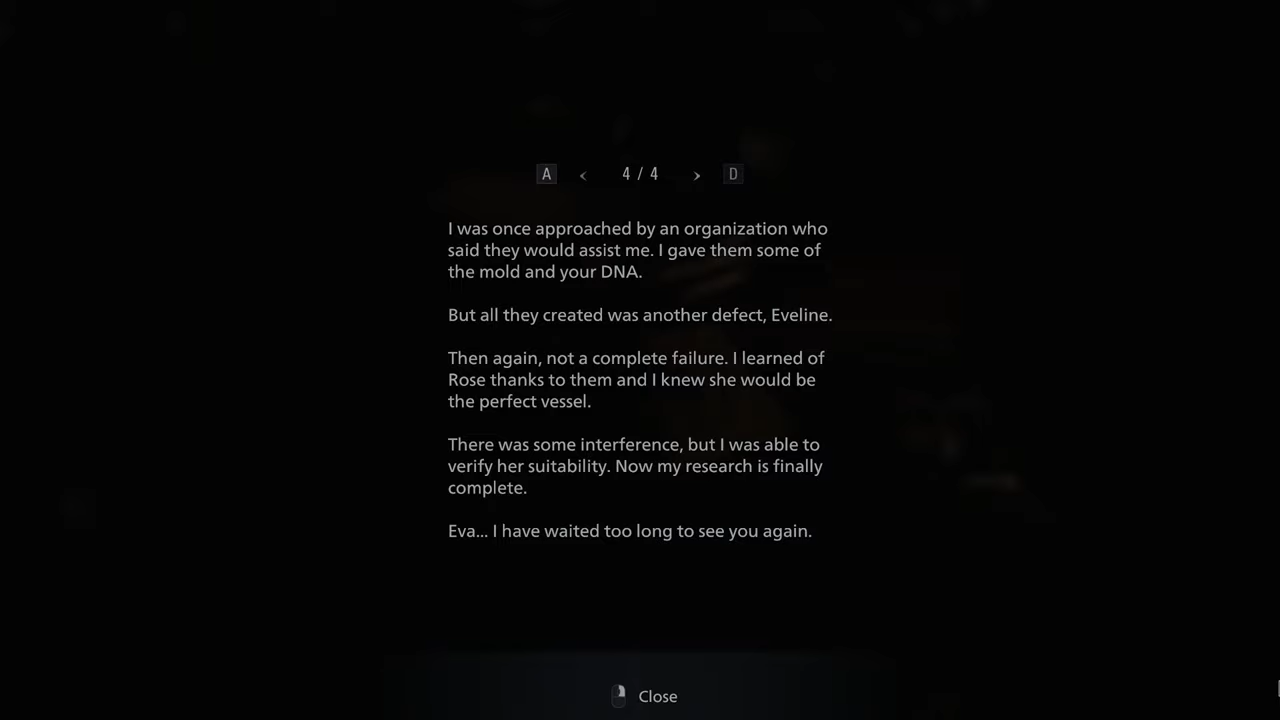 A < 4 / 4 > D
I was once approached by an organization who
said they would assist me. I gave them some of
the mold and your DNA.
But all they created was another defect, Eveline.
Then again, not a complete failure. I learned of
Rose thanks to them and I knew she would be
the perfect vessel.
There was some interference, but I was able to
verify her suitability. Now my research is finally
complete.
Eva... I have waited too long to see you again.
Close